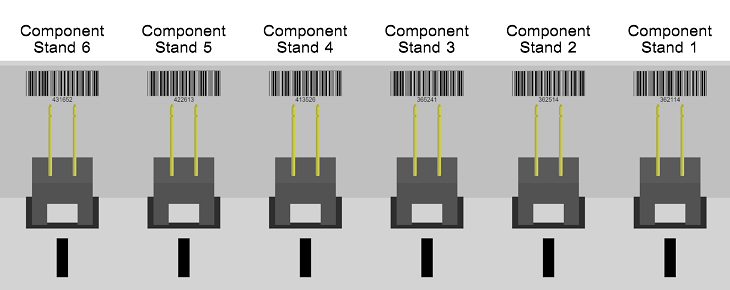 Component Stand 6
Component Stand 5
Component Stand 4
Component Stand 3
Component Stand 2
Component Stand 1
431652
422613
413526
365241
362514
362114